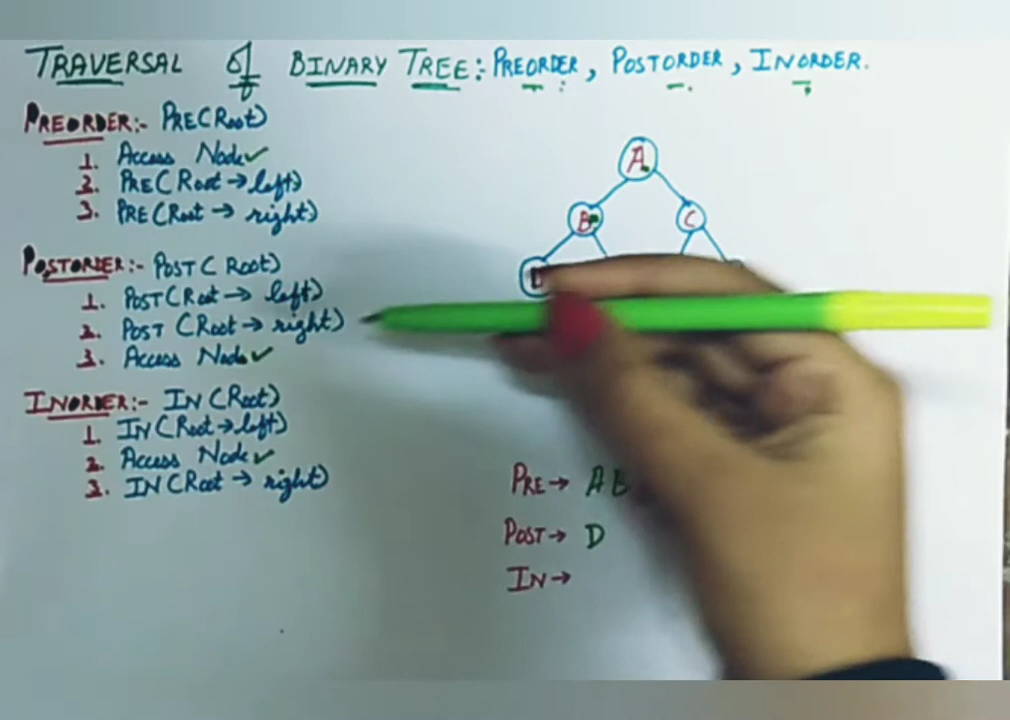 TRAVERSAL of BINARY TREE: PREORDER, POSTORDER, INORDER.
PREORDER:- PRE(Root)
1. Access Node ✓
2. PRE(Root → left)
3. PRE(Root → right)
POSTORDER:- POST(Root)
1. POST(Root → left)
2. POST(Root → right)
3. Access Node ✓
INORDER:- IN(Root)
1. IN(Root → left)
2. Access Node ✓
3. IN(Root → right)
A
B C
D
PRE → A B
POST → D
IN →